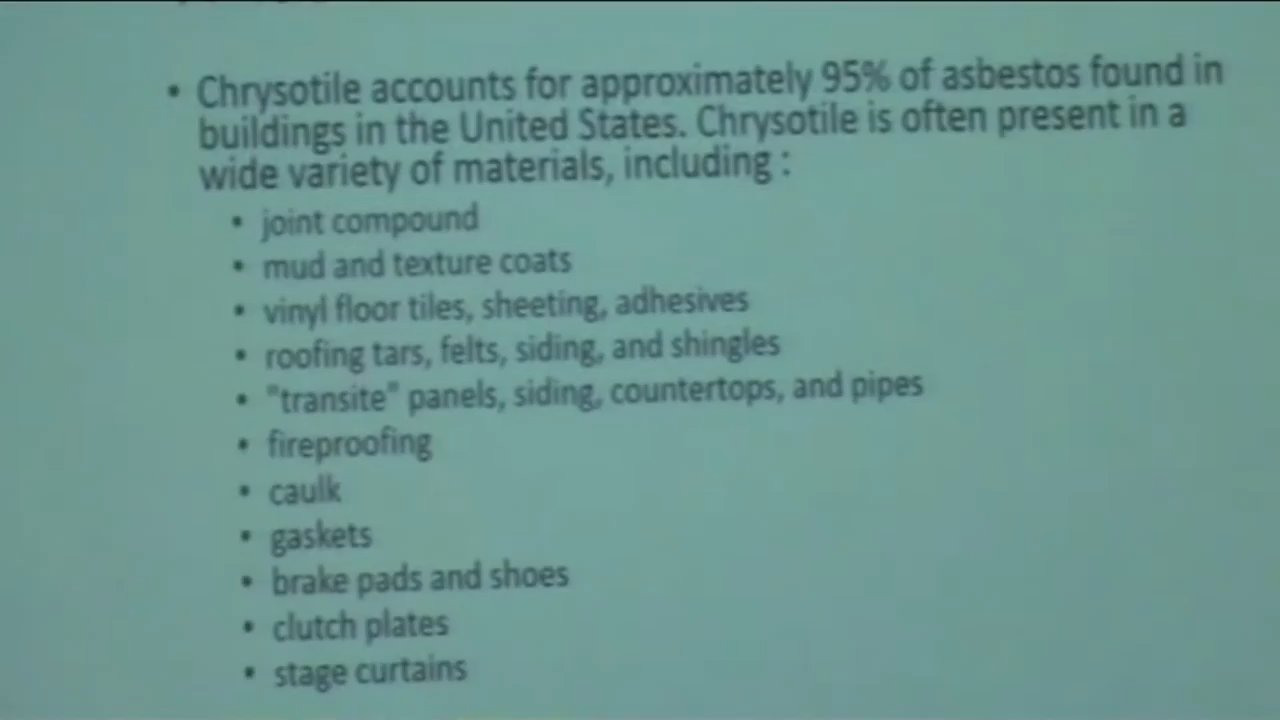 • Chrysotile accounts for approximately 95% of asbestos found in
buildings in the United States. Chrysotile is often present in a
wide variety of materials, including :
• joint compound
• mud and texture coats
• vinyl floor tiles, sheeting, adhesives
• roofing tars, felts, siding, and shingles
• "transite" panels, siding, countertops, and pipes
• fireproofing
• caulk
• gaskets
• brake pads and shoes
• clutch plates
• stage curtains